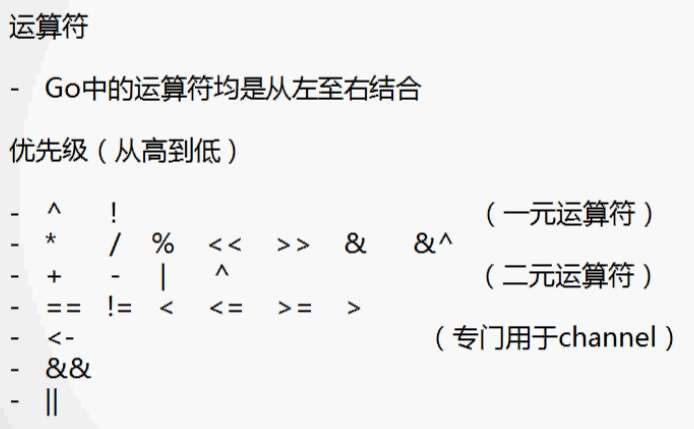 运算符
- Go中的运算符均是从左至右结合
优先级（从高到低）
- ^ ! （一元运算符）
- * / % << >> & &^
- + - | ^ （二元运算符）
- == != < <= >= >
- <- （专门用于channel）
- &&
- ||